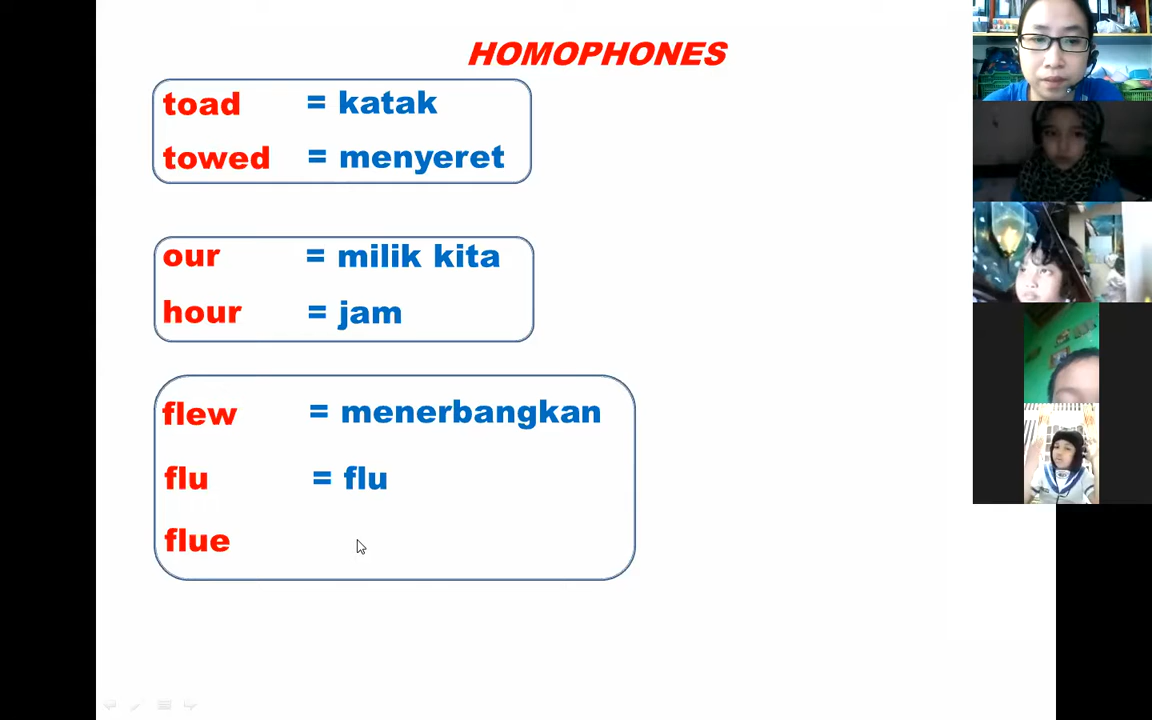 HOMOPHONES
toad = katak
towed = menyeret
our = milik kita
hour = jam
flew = menerbangkan
flu = flu
flue